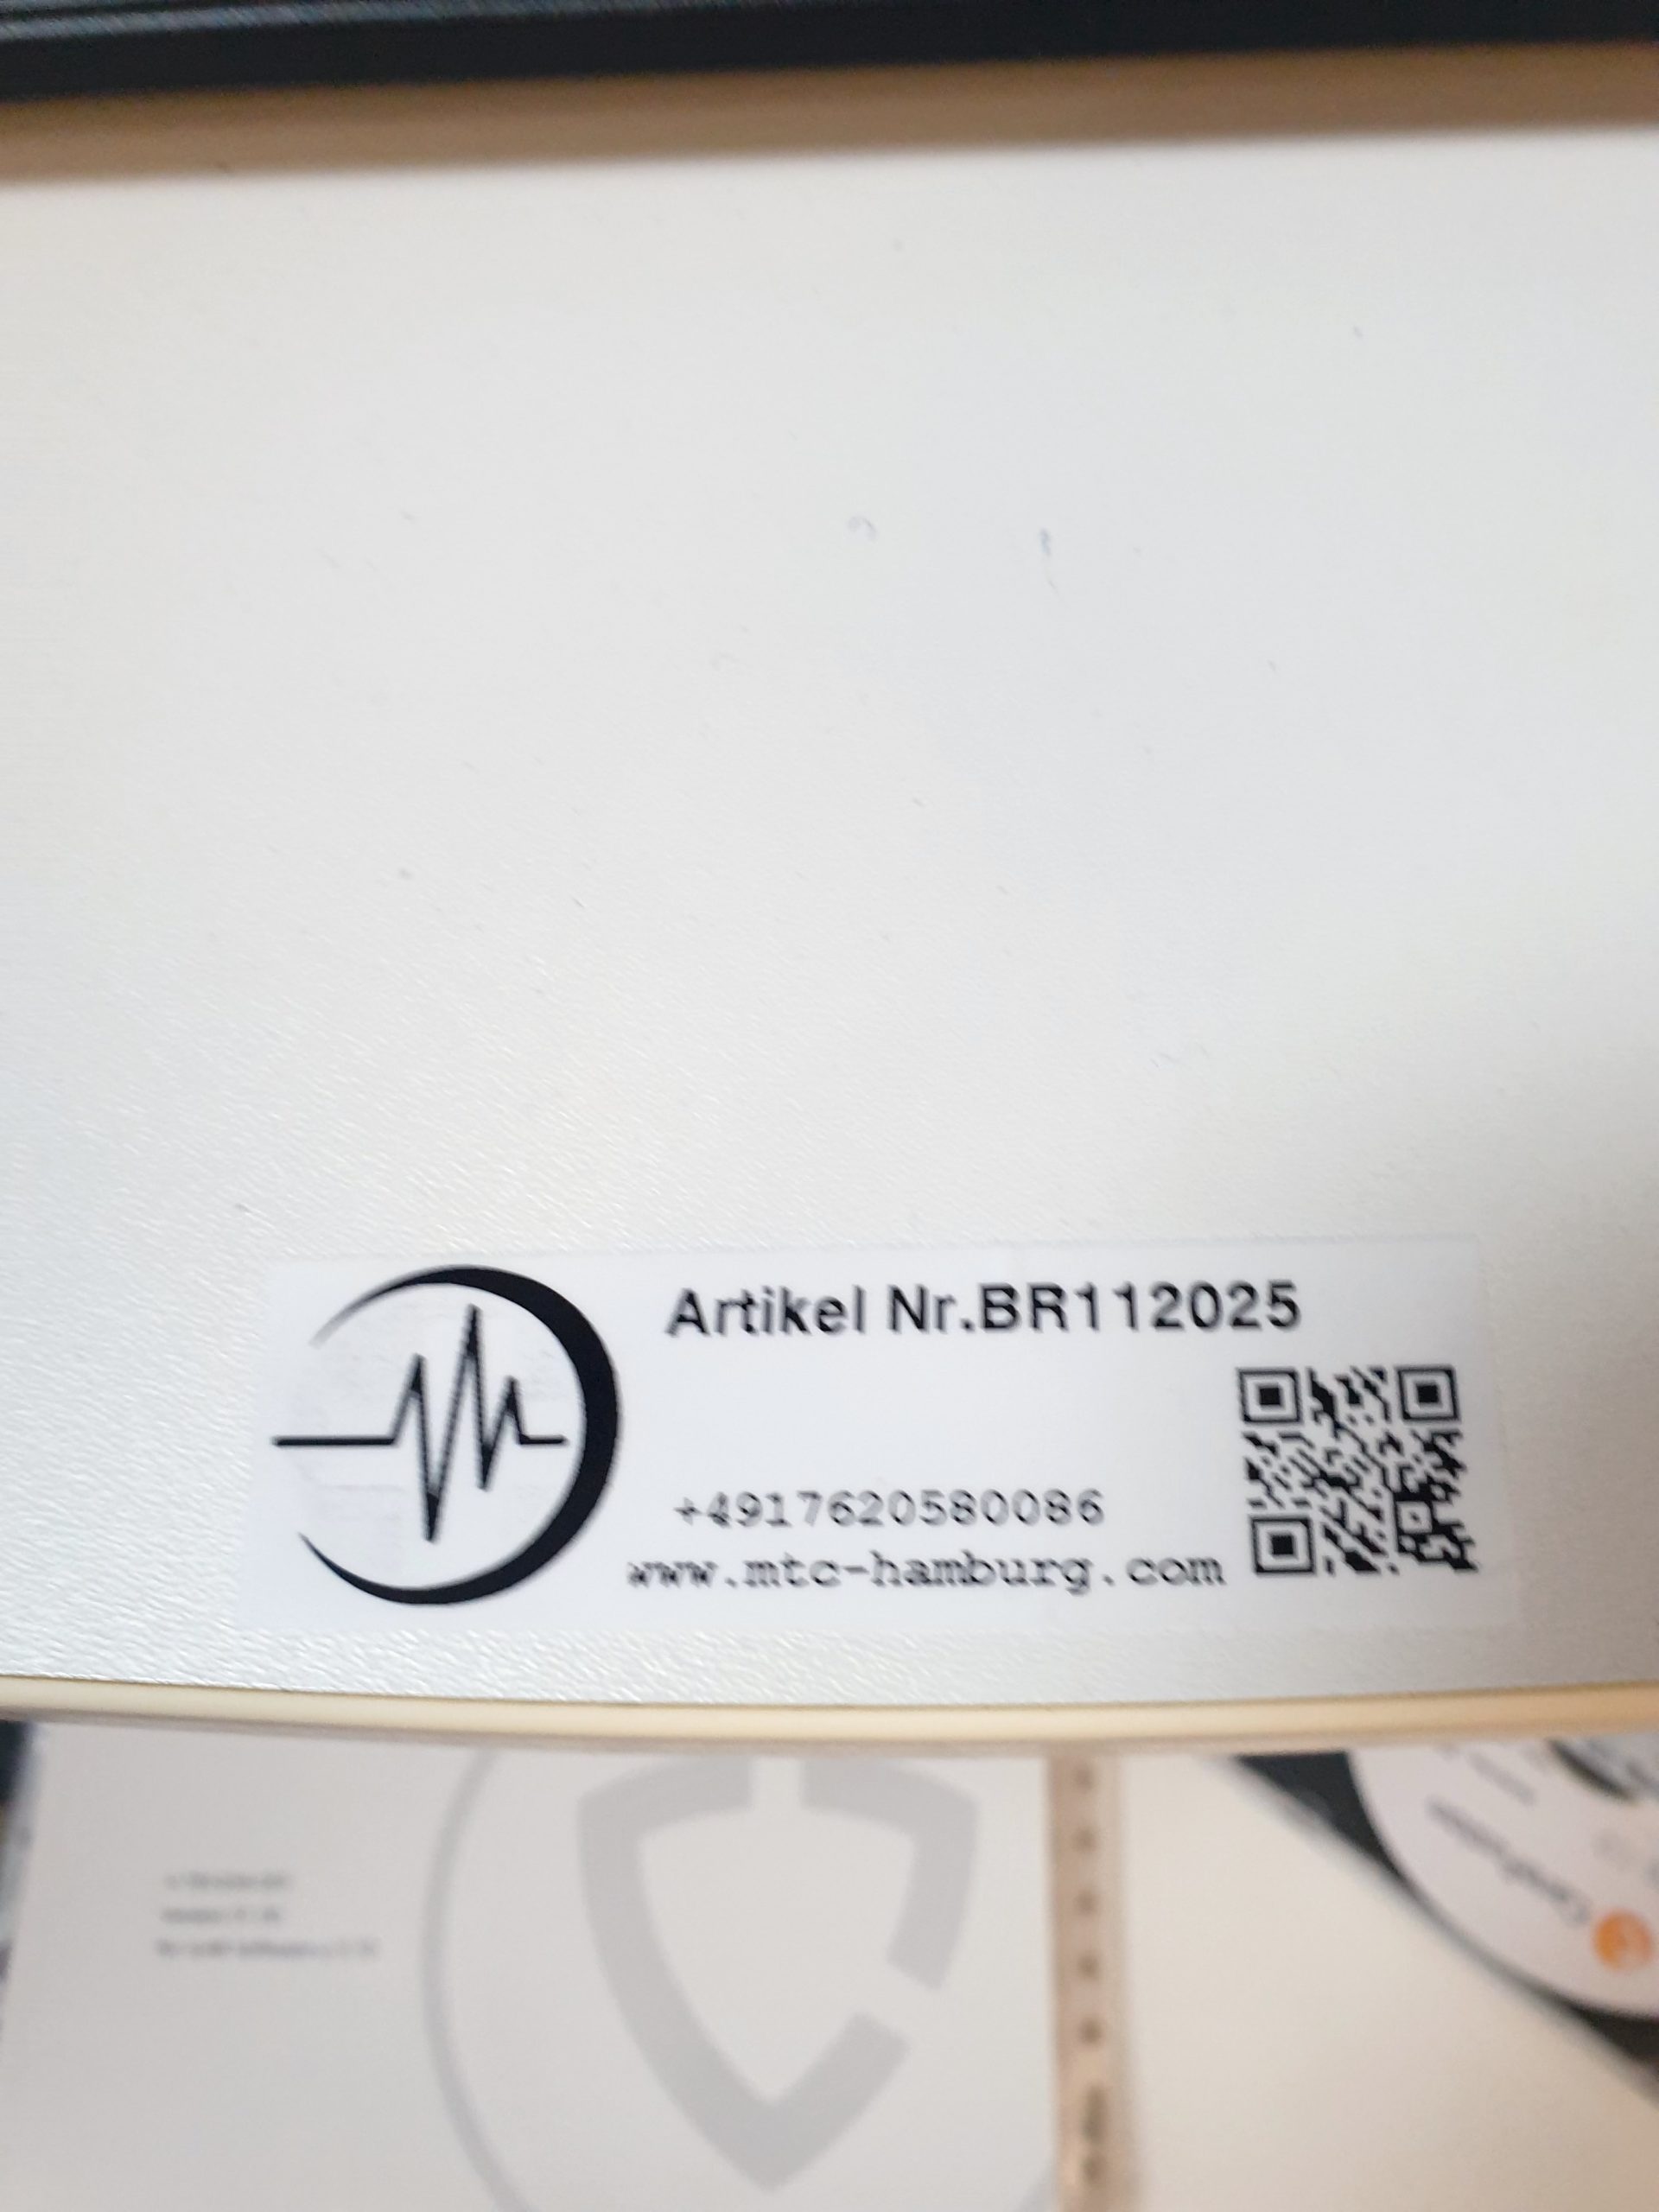 Artikel Nr.BR112025
+4917620580086
www.mtc-hamburg.com